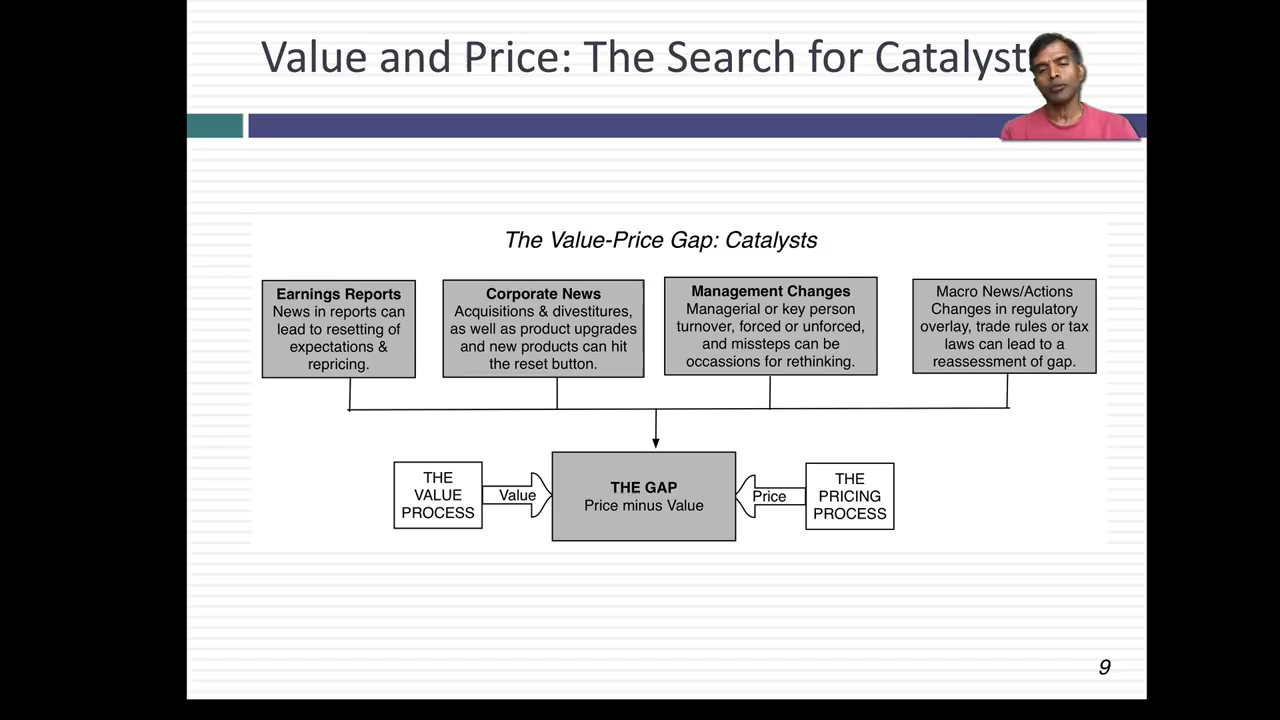 Value and Price: The Search for Catalyst
The Value-Price Gap: Catalysts
Earnings Reports
News in reports can
lead to resetting of
expectations &
repricing.
Corporate News
Acquisitions & divestitures,
as well as product upgrades
and new products can hit
the reset button.
Management Changes
Managerial or key person
turnover, forced or unforced,
and missteps can be
occassions for rethinking.
Macro News/Actions
Changes in regulatory
overlay, trade rules or tax
laws can lead to a
reassessment of gap.
THE
VALUE
PROCESS
Value
THE GAP
Price minus Value
Price
THE
PRICING
PROCESS
9